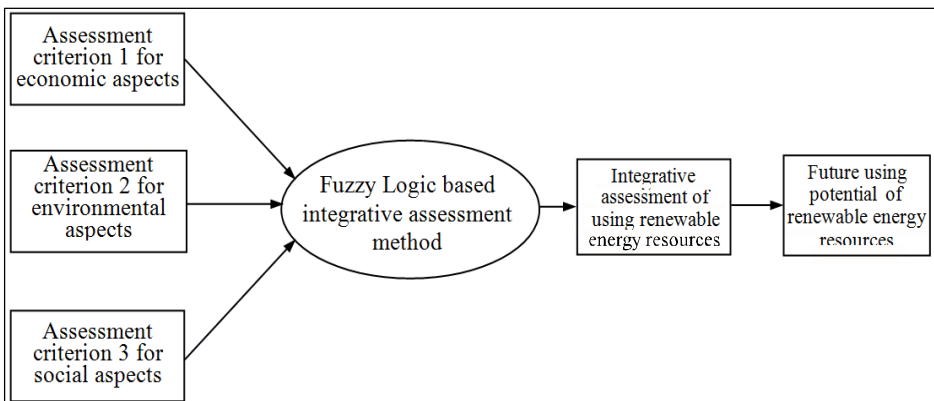 Assessment
criterion 1 for
economic aspects
Assessment
criterion 2 for
environmental
aspects
Assessment
criterion 3 for
social aspects
Fuzzy Logic based
integrative assessment
method
Integrative
assessment of
using renewable
energy resources
Future using
potential of
renewable energy
resources